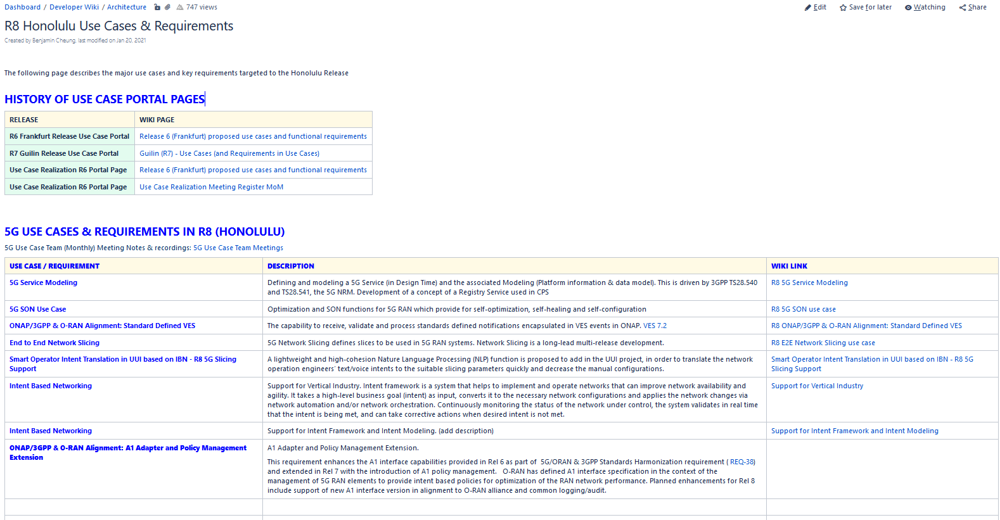 Dashboard / Developer Wiki / Architecture 747 views Edit Save for later Watching Share
R8 Honolulu Use Cases & Requirements
Created by Benjamin Cheung, last modified on Jan 20, 2021
The following page describes the major use cases and key requirements targeted to the Honolulu Release
HISTORY OF USE CASE PORTAL PAGES
RELEASE WIKI PAGE
R6 Frankfurt Release Use Case Portal Release 6 (Frankfurt) proposed use cases and functional requirements
R7 Guilin Release Use Case Portal Guilin (R7) - Use Cases (and Requirements in Use Cases)
Use Case Realization R6 Portal Page Release 6 (Frankfurt) proposed use cases and functional requirements
Use Case Realization R6 Portal Page Use Case Realization Meeting Register MoM
5G USE CASES & REQUIREMENTS IN R8 (HONOLULU)
5G Use Case Team (Monthly) Meeting Notes & recordings: 5G Use Case Team Meetings
USE CASE / REQUIREMENT DESCRIPTION WIKI LINK
5G Service Modeling
Defining and modeling a 5G Service (in Design Time) and the associated Modeling (Platform information & data model). This is driven by 3GPP TS28.540
and TS28.541, the 5G NRM. Development of a concept of a Registry Service used in CPS
R8 5G Service Modeling
5G SON Use Case
Optimization and SON functions for 5G RAN which provide for self-optimization, self-healing and self-configuration
R8 5G SON use case
ONAP/3GPP & O-RAN Alignment: Standard Defined VES
The capability to receive, validate and process standards defined notifications encapsulated in VES events in ONAP. VES 7.2
R8 ONAP/3GPP & O-RAN Alignment: Standard Defined VES
End to End Network Slicing
5G Network Slicing defines slices to be used in 5G RAN systems. Network Slicing is a long-lead multi-release development.
R8 E2E Network Slicing use case
Smart Operator Intent Translation in UUI based on IBN - R8 5G Slicing
Support
A lightweight and high-cohesion Nature Language Processing (NLP) function is proposed to add in the UUI project, in order to translate the network
operation engineers´ text/voice intents to the suitable slicing parameters quickly and decrease the manual configurations.
Smart Operator Intent Translation in UUI based on IBN - R8 5G
Slicing Support
Intent Based Networking
Support for Vertical Industry. Intent framework is a system that helps to implement and operate networks that can improve network availability and
agility. It takes a high-level business goal (intent) as input, converts it to the necessary network configurations and applies the network changes via
network automation and/or network orchestration. Continuously monitoring the status of the network under control, the system validates in real time
that the intent is being met, and can take corrective actions when desired intent is not met.
Support for Vertical Industry
Intent Based Networking
Support for Intent Framework and Intent Modeling. (add description)
Support for Intent Framework and Intent Modeling
ONAP/3GPP & O-RAN Alignment: A1 Adapter and Policy Management
Extension
A1 Adapter and Policy Management Extension.
This requirement enhances the A1 interface capabilities provided in Rel 6 as part of 5G/ORAN & 3GPP Standards Harmonization requirement ( REQ-38)
and extended in Rel 7 with the introduction of A1 policy management. O-RAN has defined A1 interface specification in the context of the
management of 5G RAN elements to provide intent based policies for optimization of the RAN network performance. Planned enhancements for Rel 8
include support of new A1 interface version in alignment to O-RAN alliance and common logging/audit.